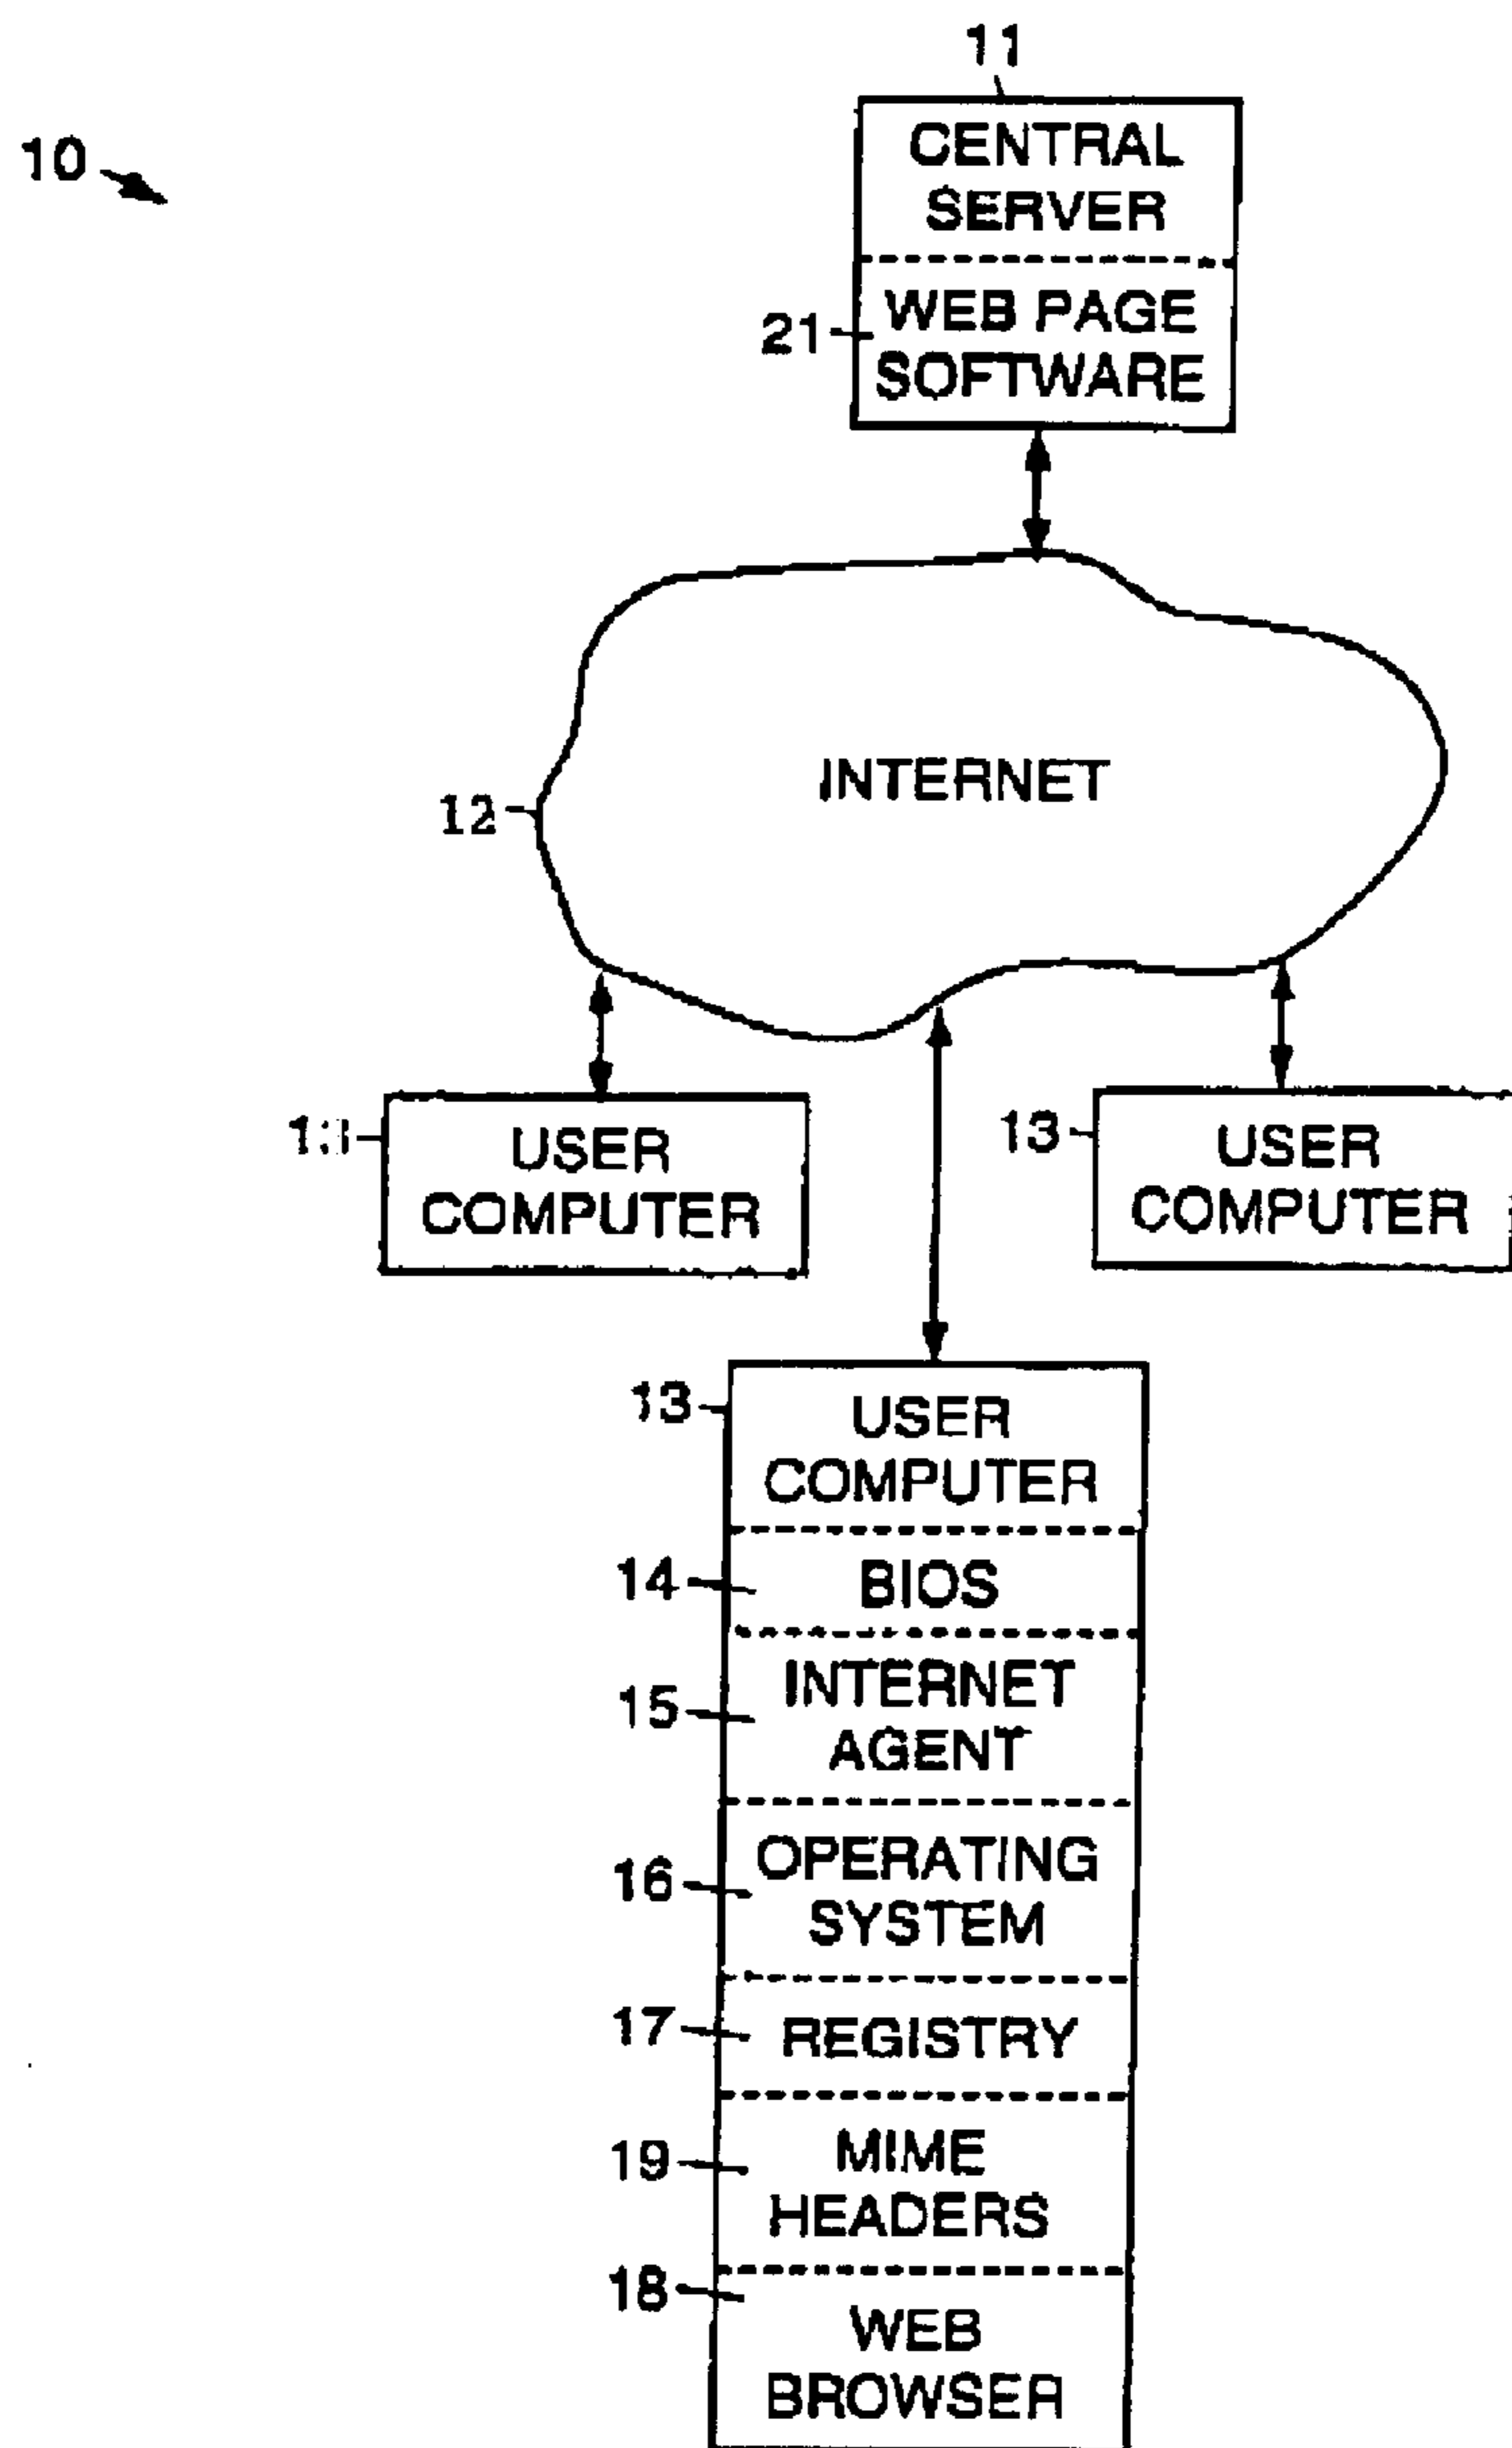 11
10
CENTRAL
SERVER
21
WEB PAGE
SOFTWARE
INTERNET
12
USER
COMPUTER
13
USER
COMPUTER
13
USER
COMPUTER
14
BIOS
15
INTERNET
AGENT
16
OPERATING
SYSTEM
17
REGISTRY
19
MIME
HEADERS
18
WEB
BROWSER